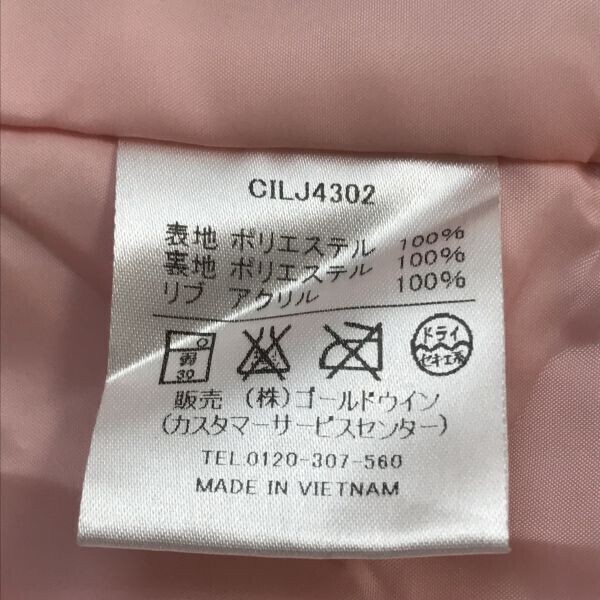 CILJ4302
表地 ポリエステル 100%
裏地 ポリエステル 100%
リブ アクリル 100%
弱 30
ドライ セキユ系
販売 (株)ゴールドウイン
(カスタマーサービスセンター)
TEL.0120-307-560
MADE IN VIETNAM